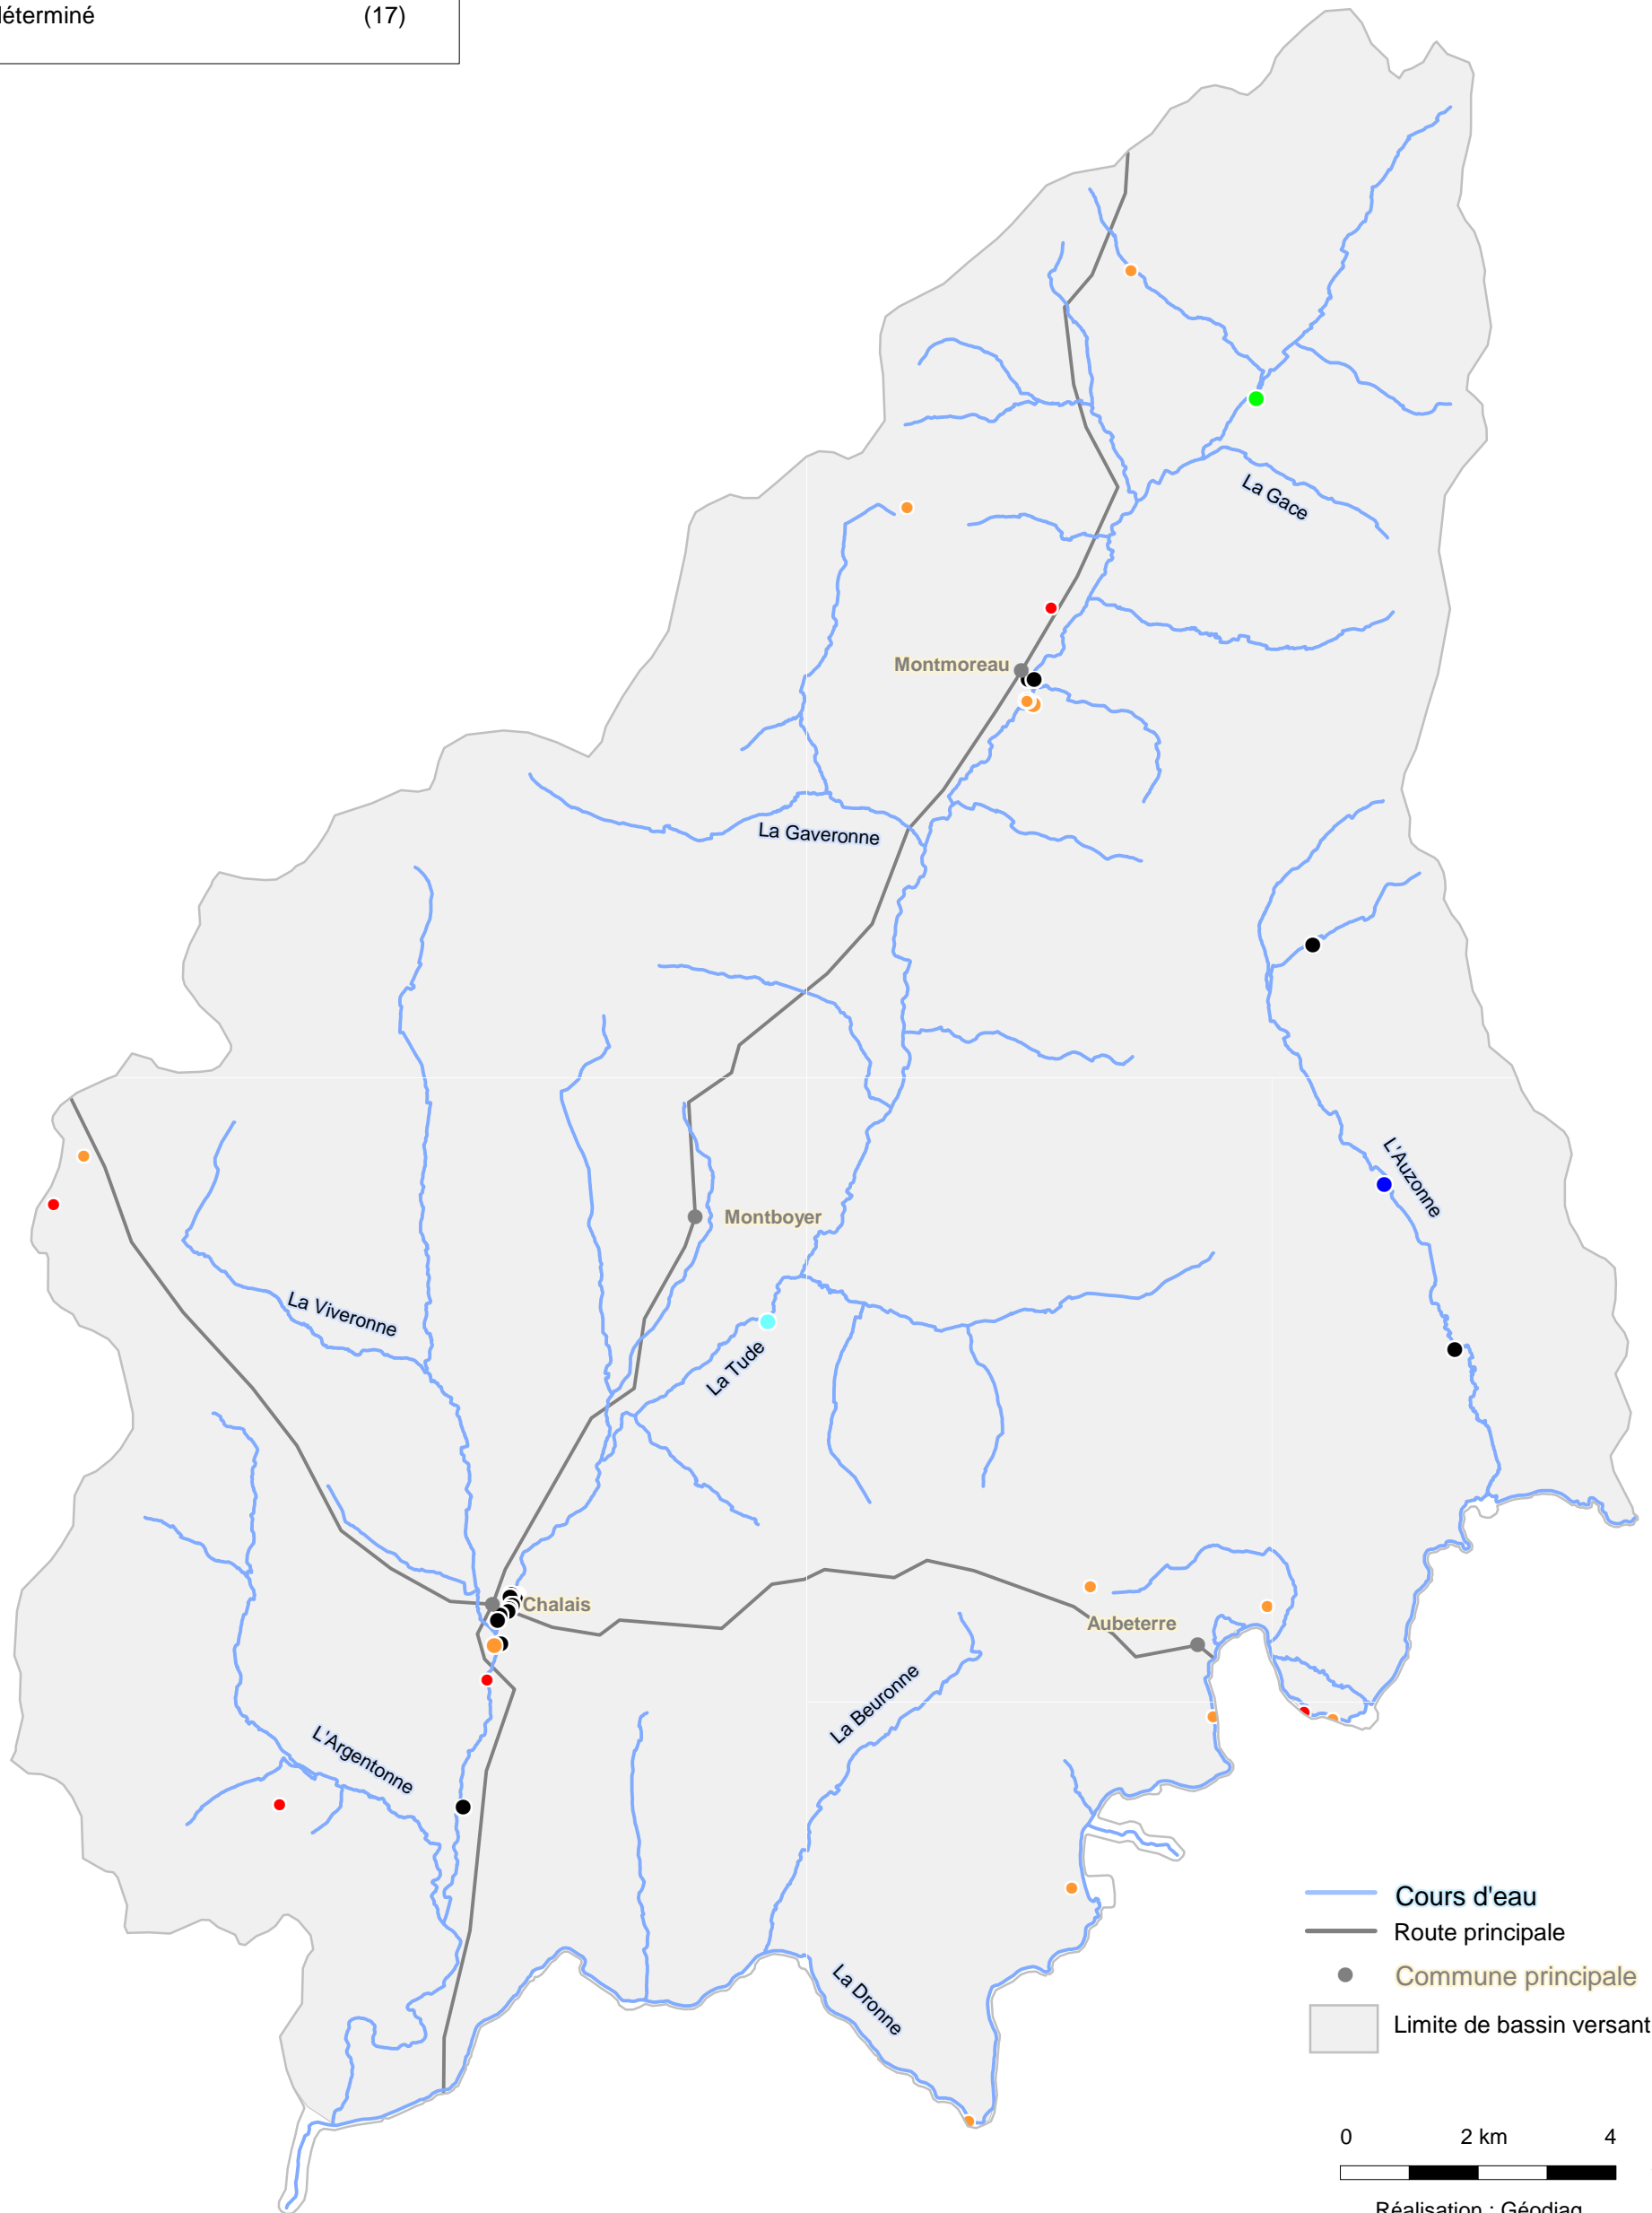 (17)
La Gace
Montmoreau
La Gaveronne
L'Auzonne
Montboyer
La Viveronne
La Tude
Chalais
Aubeterre
La Beuronne
L'Argentonne
La Dronne
Cours d'eau
Route principale
Commune principale
Limite de bassin versant
0 2 km 4
Réalisation : Géodiag